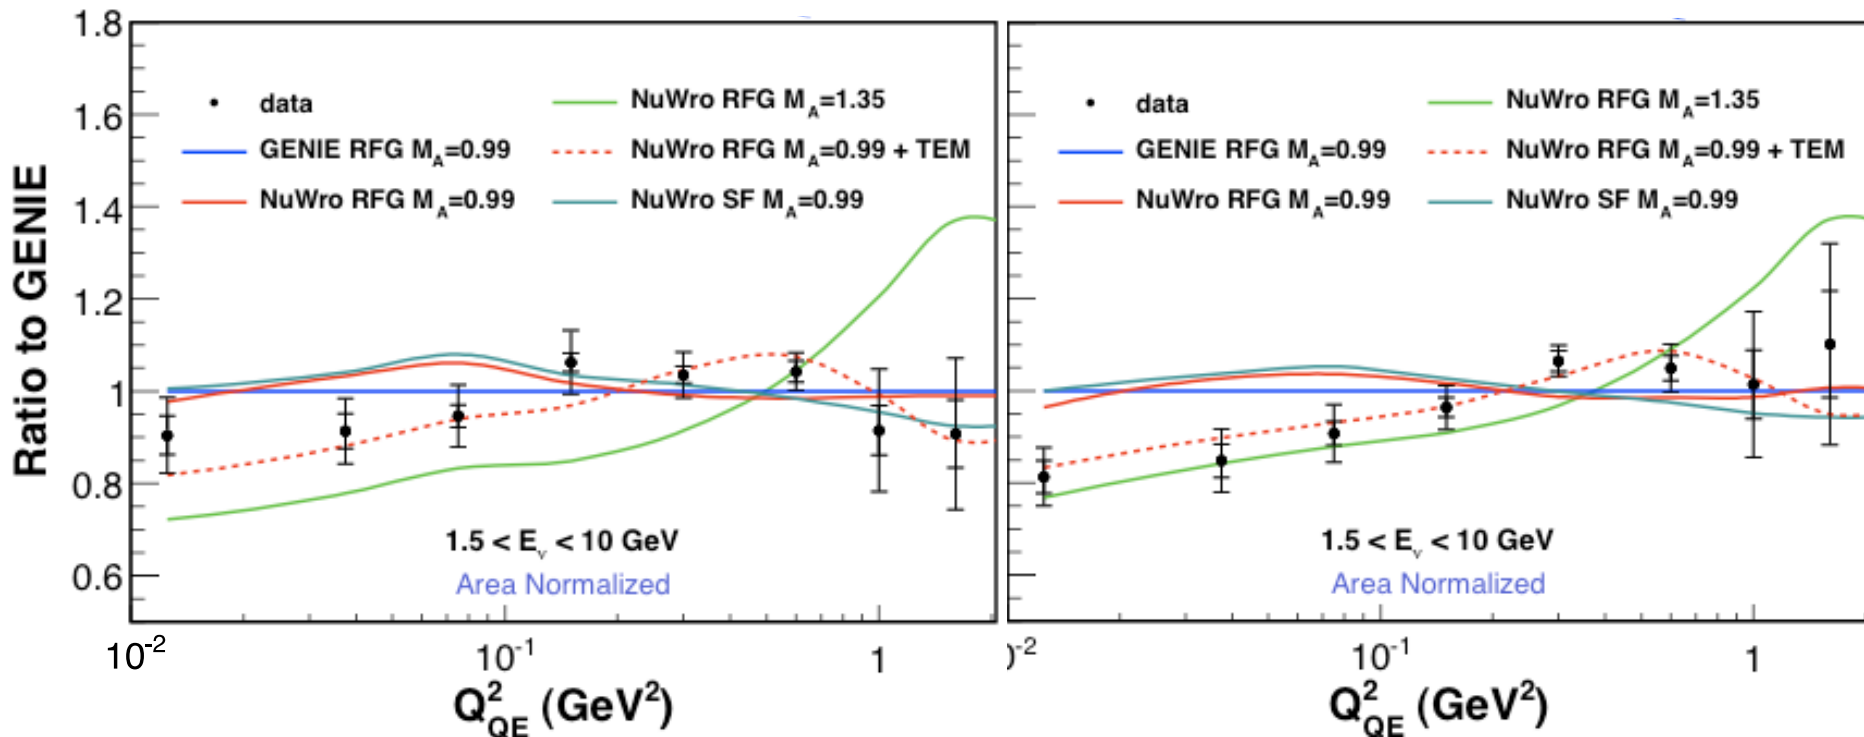 Ratio to GENIE
1.8
1.6
1.4
1.2
1
0.8
0.6
data
GENIE RFG M_A=0.99
NuWro RFG M_A=0.99
NuWro RFG M_A=1.35
NuWro RFG M_A=0.99 + TEM
NuWro SF M_A=0.99
1.5 < E_ν < 10 GeV
Area Normalized
10^-2
10^-1
1
Q^2_QE (GeV^2)
data
GENIE RFG M_A=0.99
NuWro RFG M_A=0.99
NuWro RFG M_A=1.35
NuWro RFG M_A=0.99 + TEM
NuWro SF M_A=0.99
1.5 < E_ν < 10 GeV
Area Normalized
0^-2
10^-1
1
Q^2_QE (GeV^2)